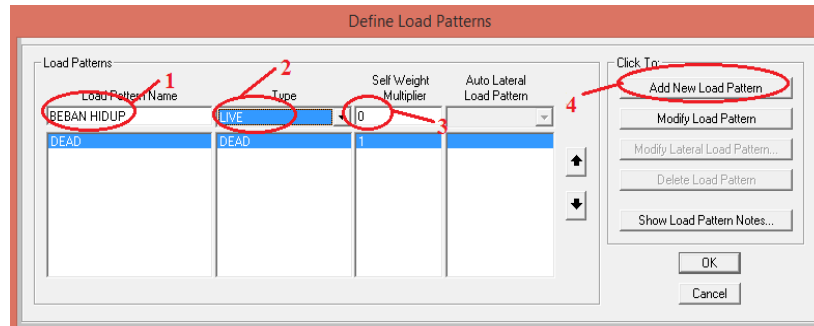 Define Load Patterns
Load Patterns
Click To:
1
2
Self Weight
Auto Lateral
Load Pattern Name
Type
Multiplier
Load Pattern
4
Add New Load Pattern
BEBAN HIDUP
LIVE
0
3
Modify Load Pattern
DEAD
DEAD
1
Modify Lateral Load Pattern...
Delete Load Pattern
Show Load Pattern Notes...
OK
Cancel